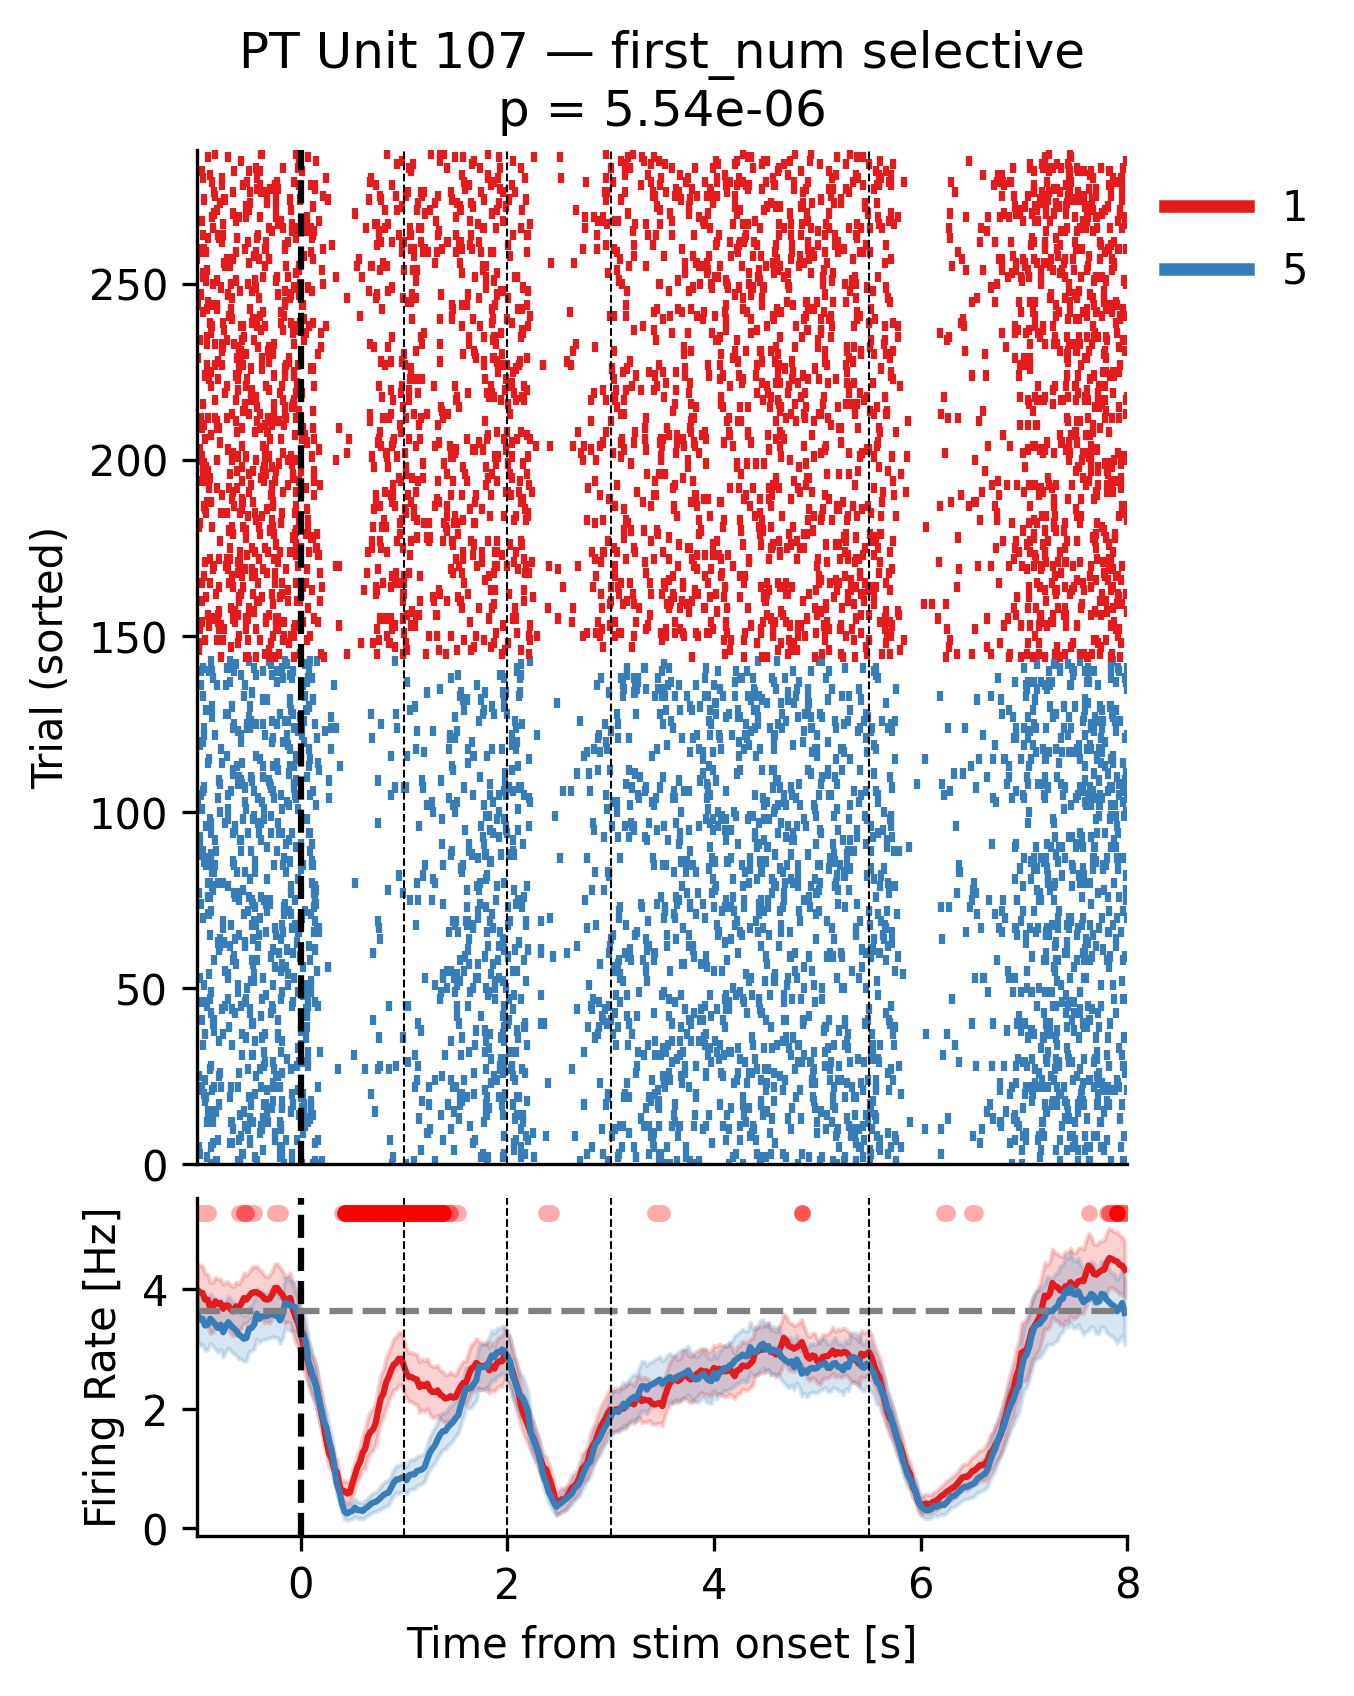 PT Unit 107 — first_num selective
p = 5.54e-06
1
5
Trial (sorted)
250
200
150
100
50
0
Firing Rate [Hz]
4
2
0
0 2 4 6 8
Time from stim onset [s]